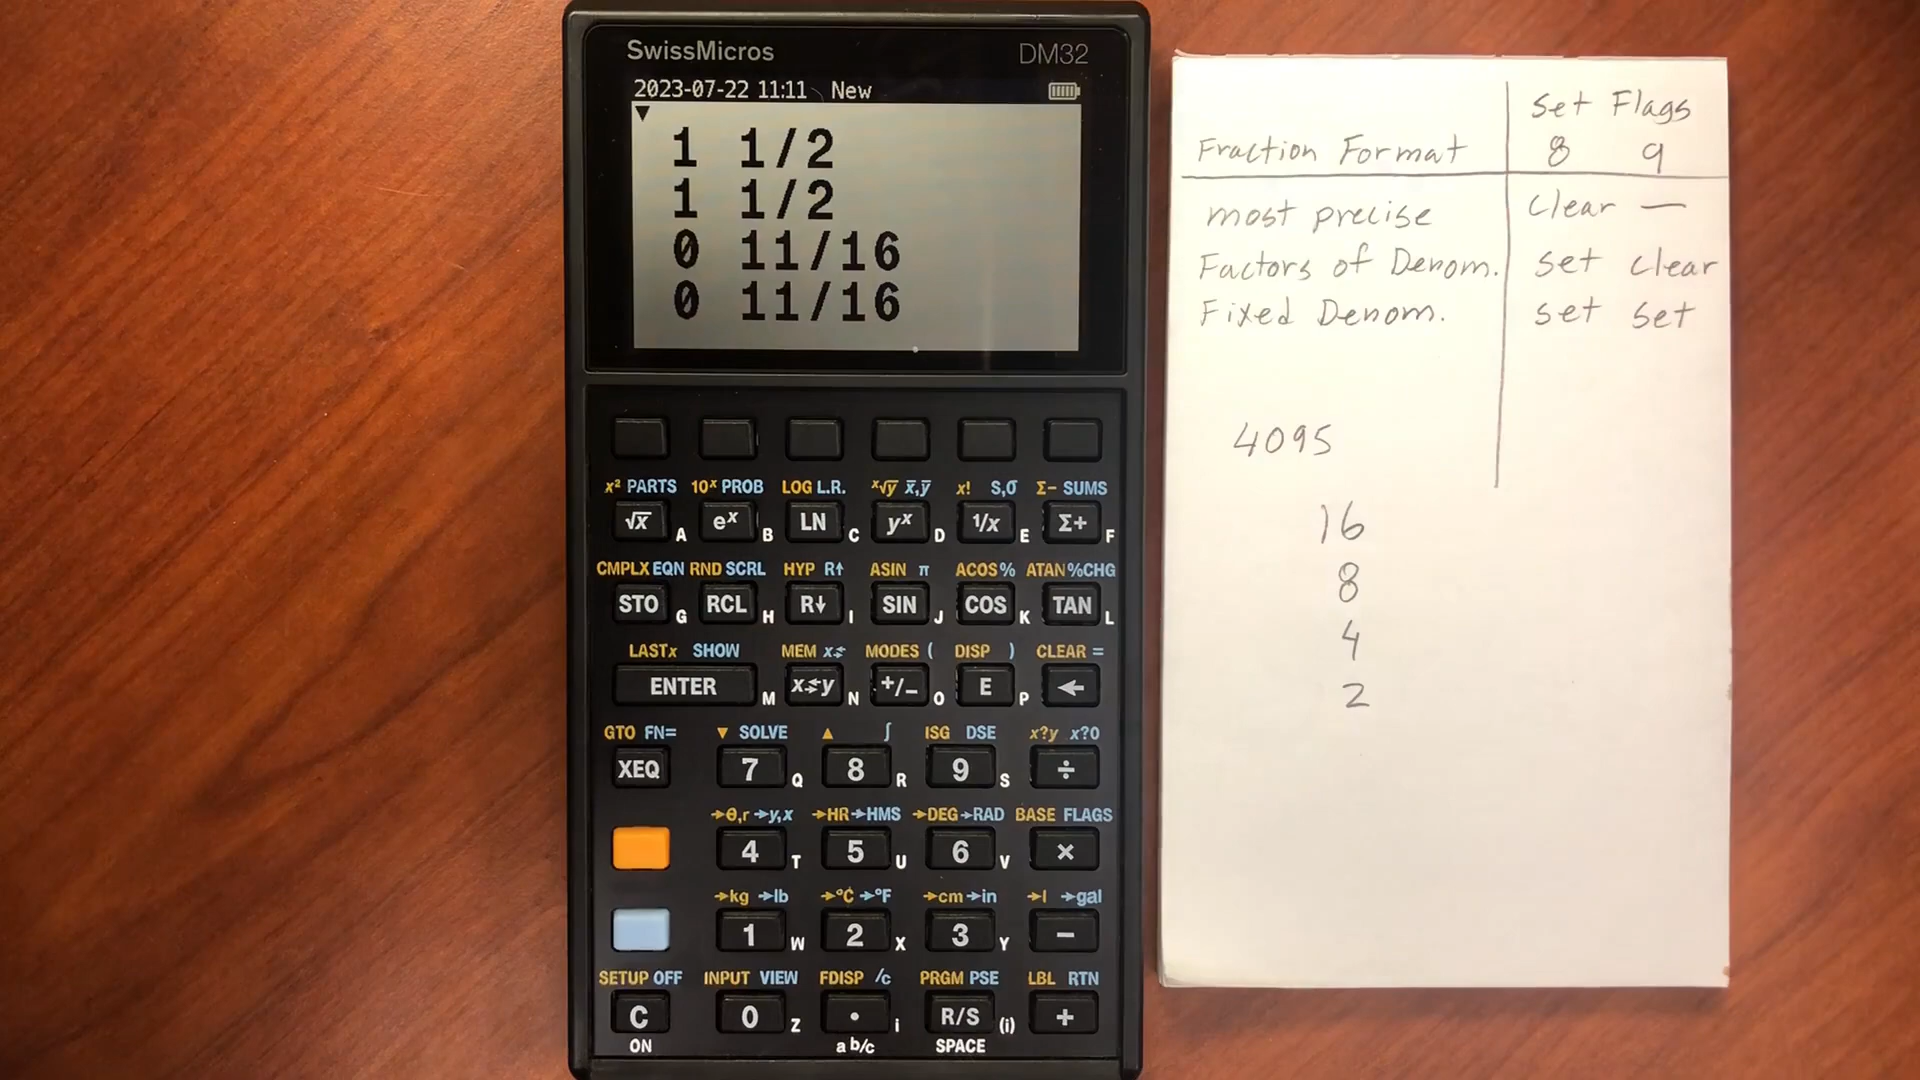 SwissMicros DM32
2023-07-22 11:11 New
▼
1 1/2
1 1/2
0 11/16
0 11/16
x² PARTS 10ˣ PROB LOG L.R. ˣ√y x̄,ȳ x! S,σ Σ− SUMS
√x A eˣ B LN C yˣ D 1/x E Σ+ F
CMPLX EQN RND SCRL HYP R↑ ASIN π ACOS % ATAN %CHG
STO G RCL H R↓ I SIN J COS K TAN L
LASTx SHOW MEM x≶ MODES ( DISP ) CLEAR =
ENTER M x≶y N +/− O E P ← 
GTO FN= ▼ SOLVE ▲ ∫ ISG DSE x?y x?0
XEQ 7 Q 8 R 9 S ÷
→θ,r →y,x →HR →HMS →DEG →RAD BASE FLAGS
4 T 5 U 6 V ×
→kg →lb →°C →°F →cm →in →l →gal
1 W 2 X 3 Y −
SETUP OFF INPUT VIEW FDISP /c PRGM PSE LBL RTN
C 0 Z • i R/S (i) +
ON a b/c SPACE
Set Flags
Fraction Format 8 9
most precise clear —
Factors of Denom. set clear
Fixed Denom. set set
4095
16
8
4
2